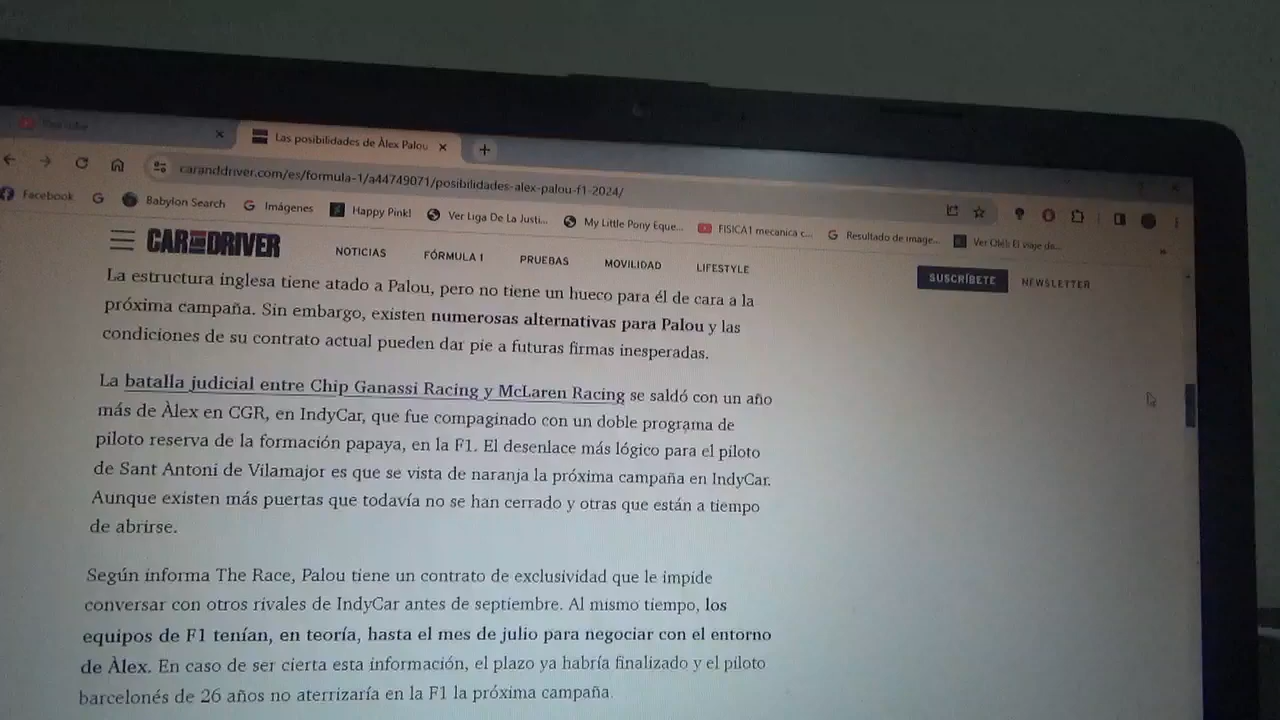 YouTube
Las posibilidades de Àlex Palou
caranddriver.com/es/formula-1/a44749071/posibilidades-alex-palou-f1-2024/
Facebook
Babylon Search
Imágenes
Happy Pink!
Ver Liga De La Justi...
My Little Pony Eque...
FISICA1 mecanica c...
Resultado de image...
Ver Olé! El viaje de...
CAR AND DRIVER
NOTICIAS
FÓRMULA 1
PRUEBAS
MOVILIDAD
LIFESTYLE
SUSCRÍBETE
NEWSLETTER
La estructura inglesa tiene atado a Palou, pero no tiene un hueco para él de cara a la
próxima campaña. Sin embargo, existen numerosas alternativas para Palou y las
condiciones de su contrato actual pueden dar pie a futuras firmas inesperadas.
La batalla judicial entre Chip Ganassi Racing y McLaren Racing se saldó con un año
más de Àlex en CGR, en IndyCar, que fue compaginado con un doble programa de
piloto reserva de la formación papaya, en la F1. El desenlace más lógico para el piloto
de Sant Antoni de Vilamajor es que se vista de naranja la próxima campaña en IndyCar.
Aunque existen más puertas que todavía no se han cerrado y otras que están a tiempo
de abrirse.
Según informa The Race, Palou tiene un contrato de exclusividad que le impide
conversar con otros rivales de IndyCar antes de septiembre. Al mismo tiempo, los
equipos de F1 tenían, en teoría, hasta el mes de julio para negociar con el entorno
de Àlex. En caso de ser cierta esta información, el plazo ya habría finalizado y el piloto
barcelonés de 26 años no aterrizaría en la F1 la próxima campaña.